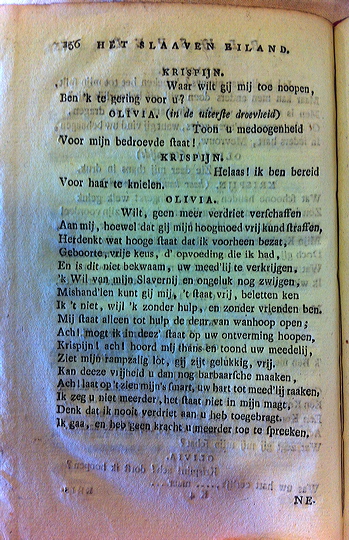 256 HET SLAAVEN EILAND.
KRISPIJN.
Waar wilt gij mij toe noopen,
Ben 'k te gering voor u?
OLIVIA. (in de uiterste droevheid)
Toon u medoogenheid
Voor mijn bedroevde staat!
KRISPIJN.
Helaas! ik ben bereid
Voor haar te knielen.
OLIVIA.
Wilt, geen meer verdriet verschaffen
Aan mij, hoewel dat gij mijn hoogmoed vrij kund straffen,
Herdenkt wat hooge staat dat ik voorheen bezat,
Geboorte, vrije keus, d' opvoeding die ik had,
En is dit niet bekwaam, uw meed'lij te verkrijgen,
'k Wil van mijn Slavernij en ongeluk nog zwijgen,
Mishand'len kunt gij mij, 't staat vrij, beletten ken
Ik 't niet, wijl 'k zonder hulp, en zonder vrienden ben.
Mij staat alleen tot hulp de deur van wanhoop open;
Ach! mogt ik in deez' staat op uw ontverming hoopen,
Krispijn! ach! hoord mij thans en toond uw meedelij,
Ziet mijn rampzalig lot, gij zijt gelukkig, vrij.
Kan deeze vrijheid u dan nog barbaarsche maaken,
Ach! laat op 't zien mijn's smart, uw hart tot meed'lij raaken,
Ik zeg u niet meerder, het staat niet in mijn magt,
Denk dat ik nooit verdriet aan u heb toegebragt.
Ik gaa, en heb geen kracht u meerder toe te spreeken,
NE-